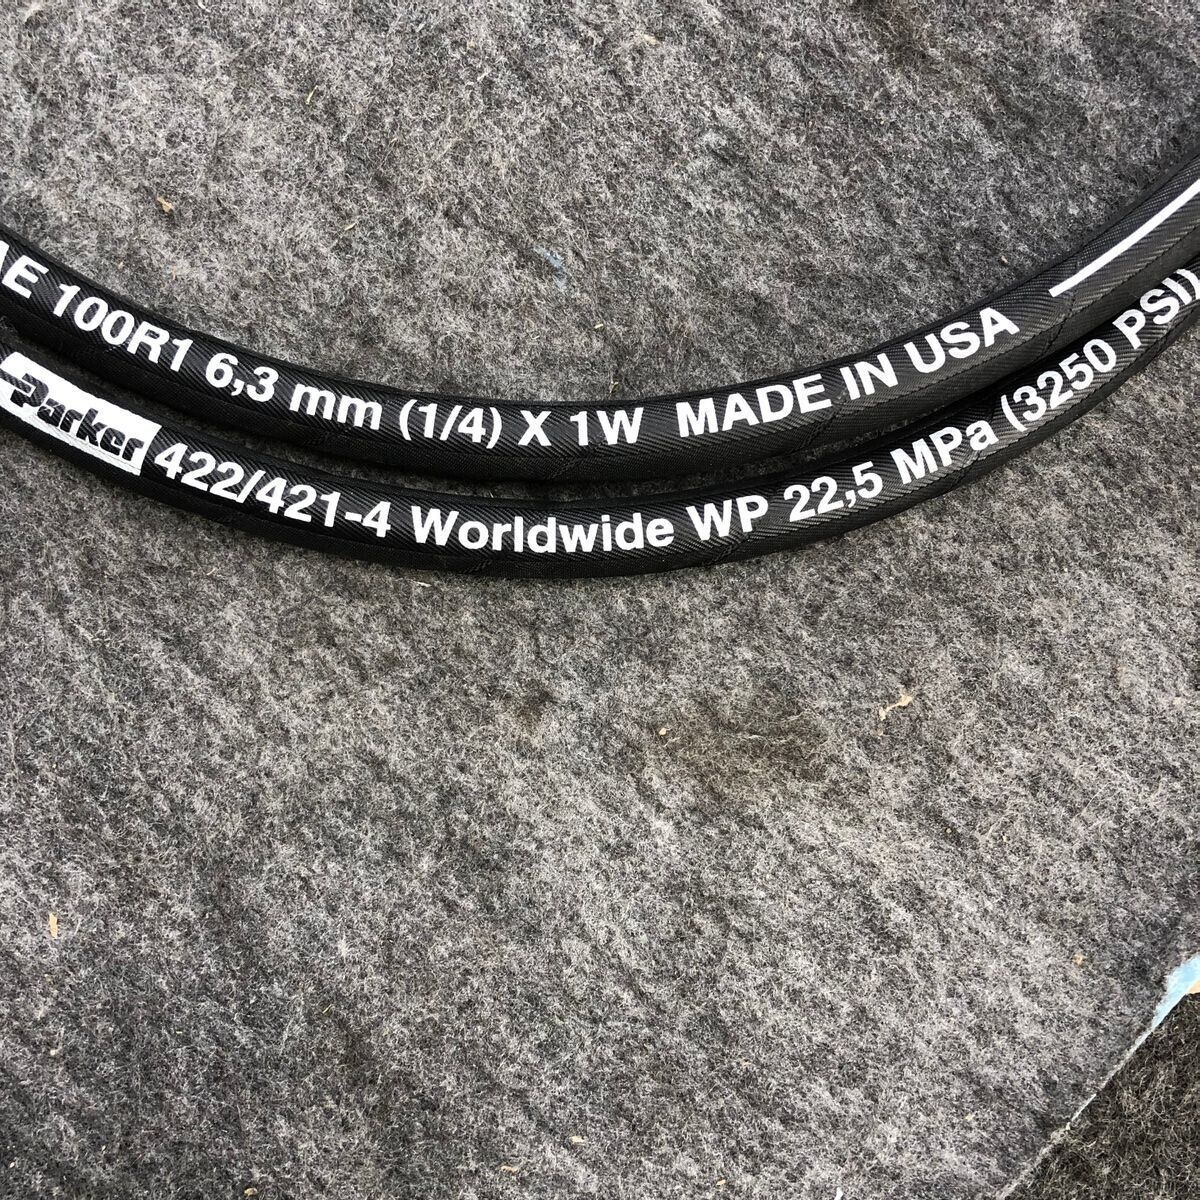 AE 100R1 6,3 mm (1/4) X 1W MADE IN USA
Parker 422/421-4 Worldwide WP 22,5 MPa (3250 PSI)